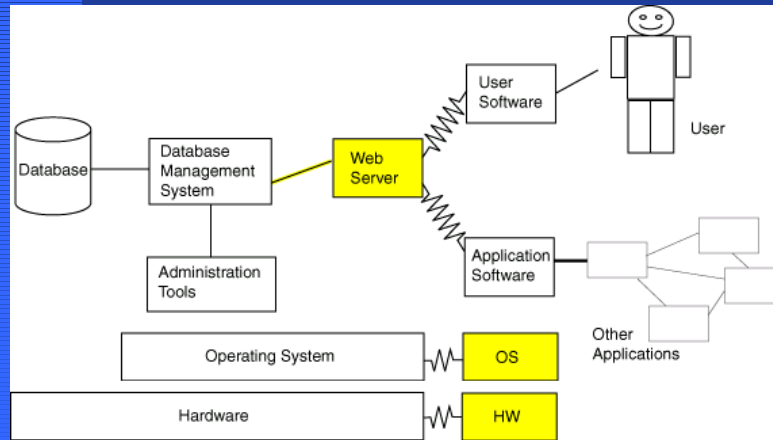 User
Software
User
Database
Database
Management
System
Web
Server
Administration
Tools
Application
Software
Other
Applications
Operating System
OS
Hardware
HW